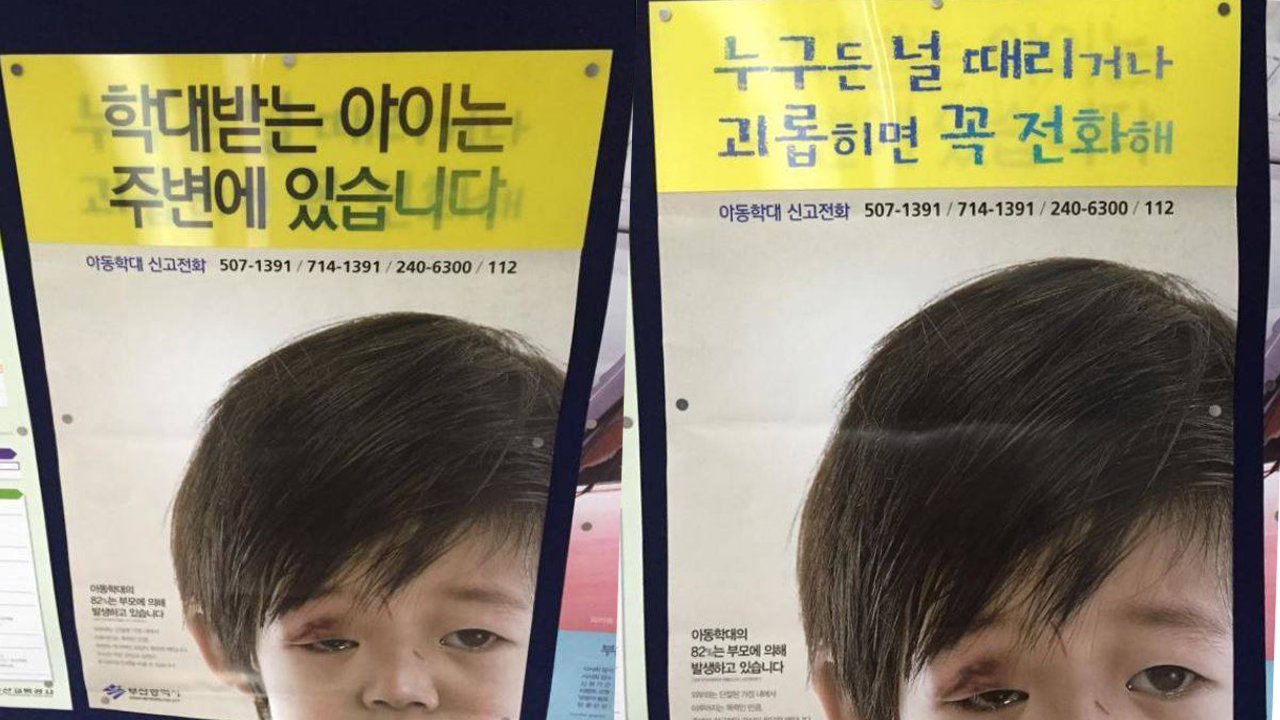 학대받는 아이는
주변에 있습니다
아동학대 신고전화 507-1391 / 714-1391 / 240-6300 / 112
아동학대의
82%는 부모에 의해
발생하고 있습니다
부산광역시
누구든 널 때리거나
괴롭히면 꼭 전화해
아동학대 신고전화 507-1391 / 714-1391 / 240-6300 / 112
아동학대의
82%는 부모에 의해
발생하고 있습니다